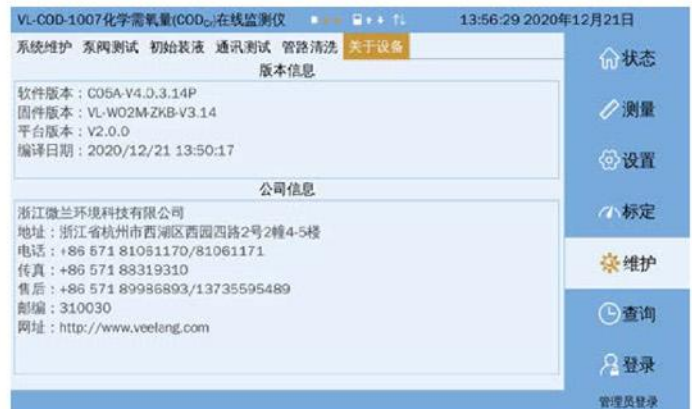 VL-COD-1007化学需氧量(CODCr)在线监测仪
13:56:29 2020年12月21日
系统维护 泵阀测试 初始装液 通讯测试 管路清洗 关于设备
版本信息
软件版本：C05A-V4.0.3.14P
固件版本：VL-W02M-ZKB-V3.14
平台版本：V2.0.0
编译日期：2020/12/21 13:50:17
公司信息
浙江微兰环境科技有限公司
地址：浙江省杭州市西湖区西园四路2号2幢4-5楼
电话：+86 571 81061170/81061171
传真：+86 571 88319310
售后：+86 571 89986893/13735595489
邮编：310030
网址：http://www.veelang.com
状态
测量
设置
标定
维护
查询
登录
管理员登录